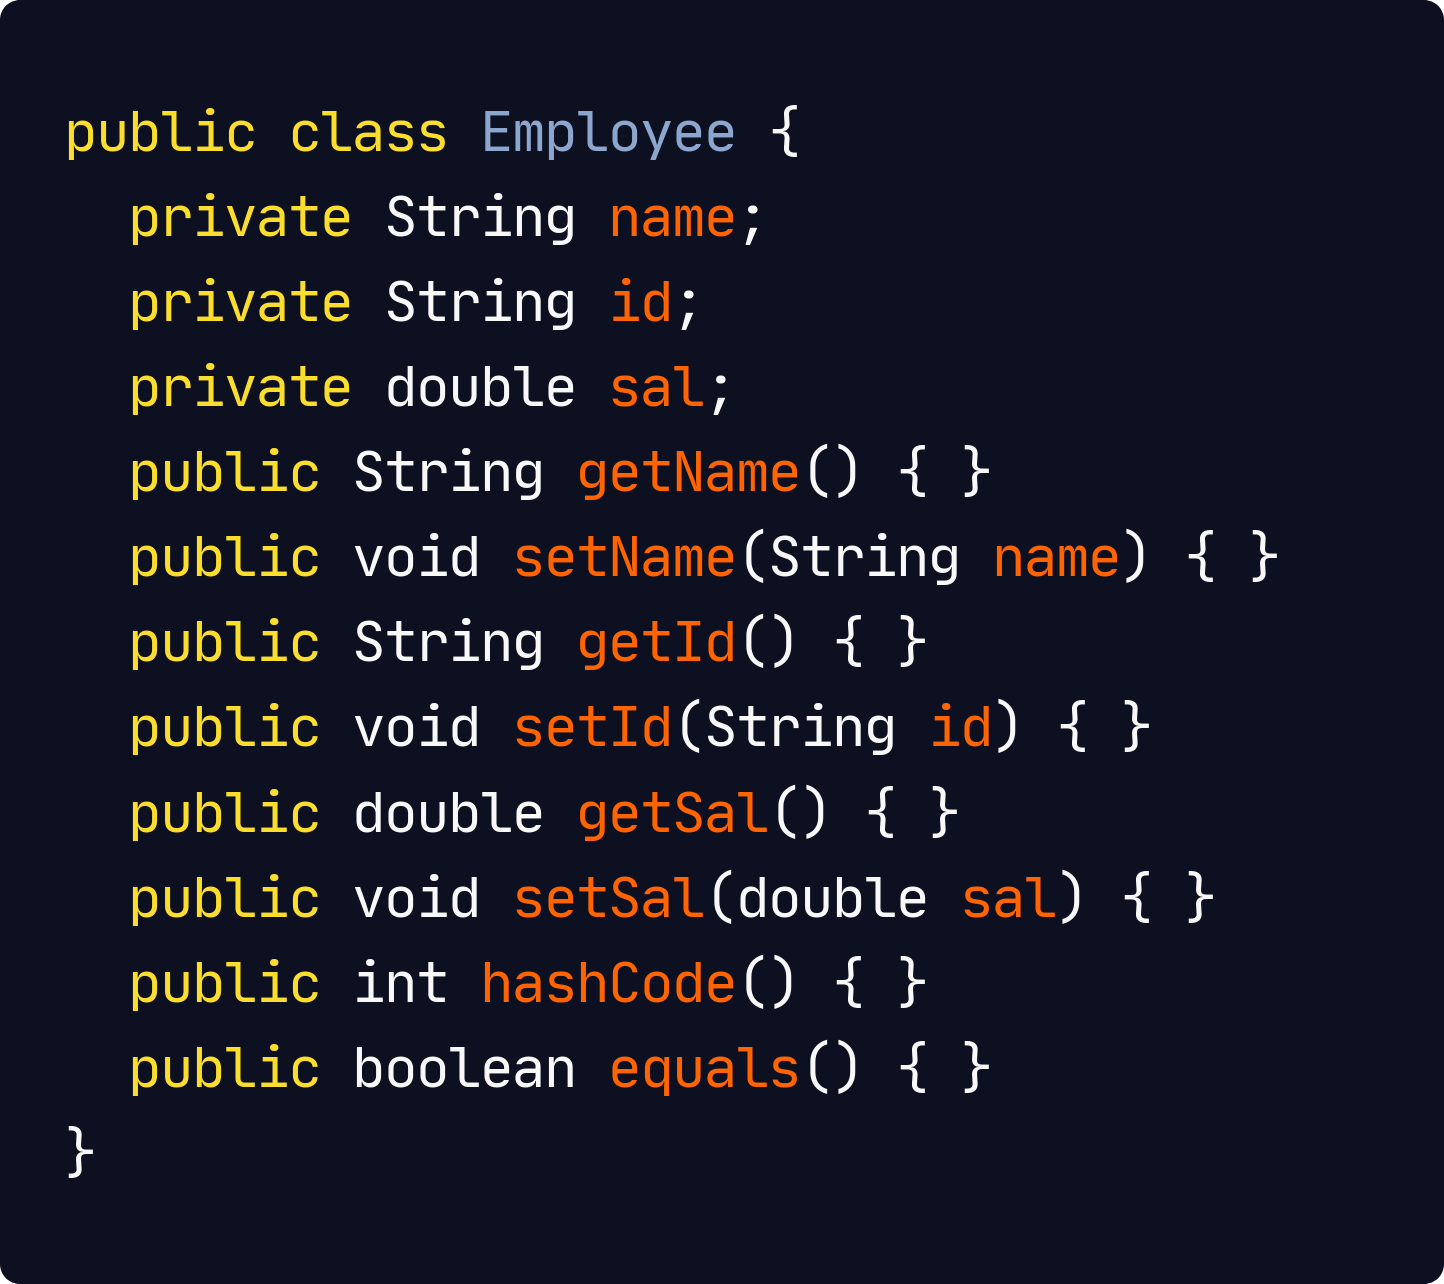 public class Employee {
  private String name;
  private String id;
  private double sal;
  public String getName() { }
  public void setName(String name) { }
  public String getId() { }
  public void setId(String id) { }
  public double getSal() { }
  public void setSal(double sal) { }
  public int hashCode() { }
  public boolean equals() { }
}